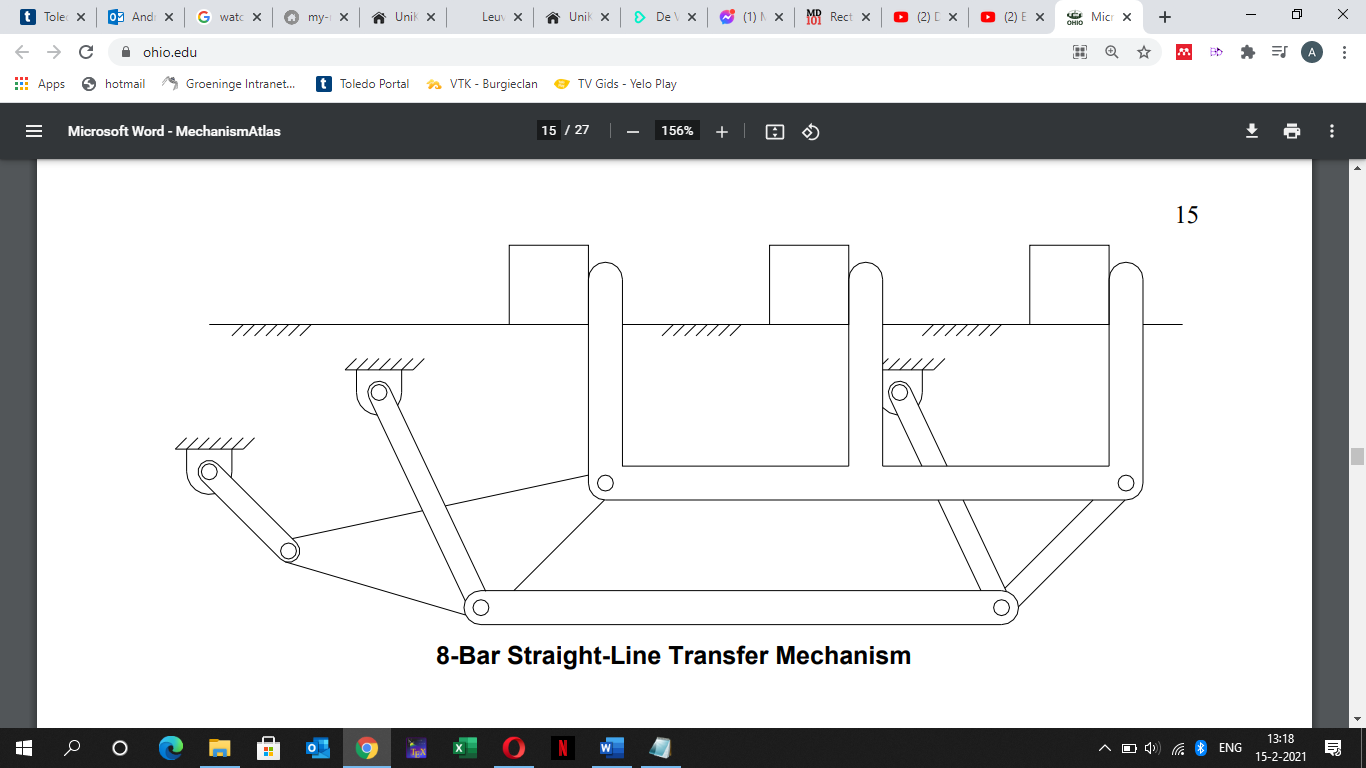 Tole
Andr
watc
my-
UniK
Leuv
UniK
De V
(1) M
MD 101 Rect
(2) D
(2) E
OHIO Micr
ohio.edu
A
Apps
hotmail
Groeninge Intranet...
t Toledo Portal
VTK - Burgieclan
TV Gids - Yelo Play
Microsoft Word - MechanismAtlas
15 / 27
156%
15
8-Bar Straight-Line Transfer Mechanism
ENG
13:18
15-2-2021